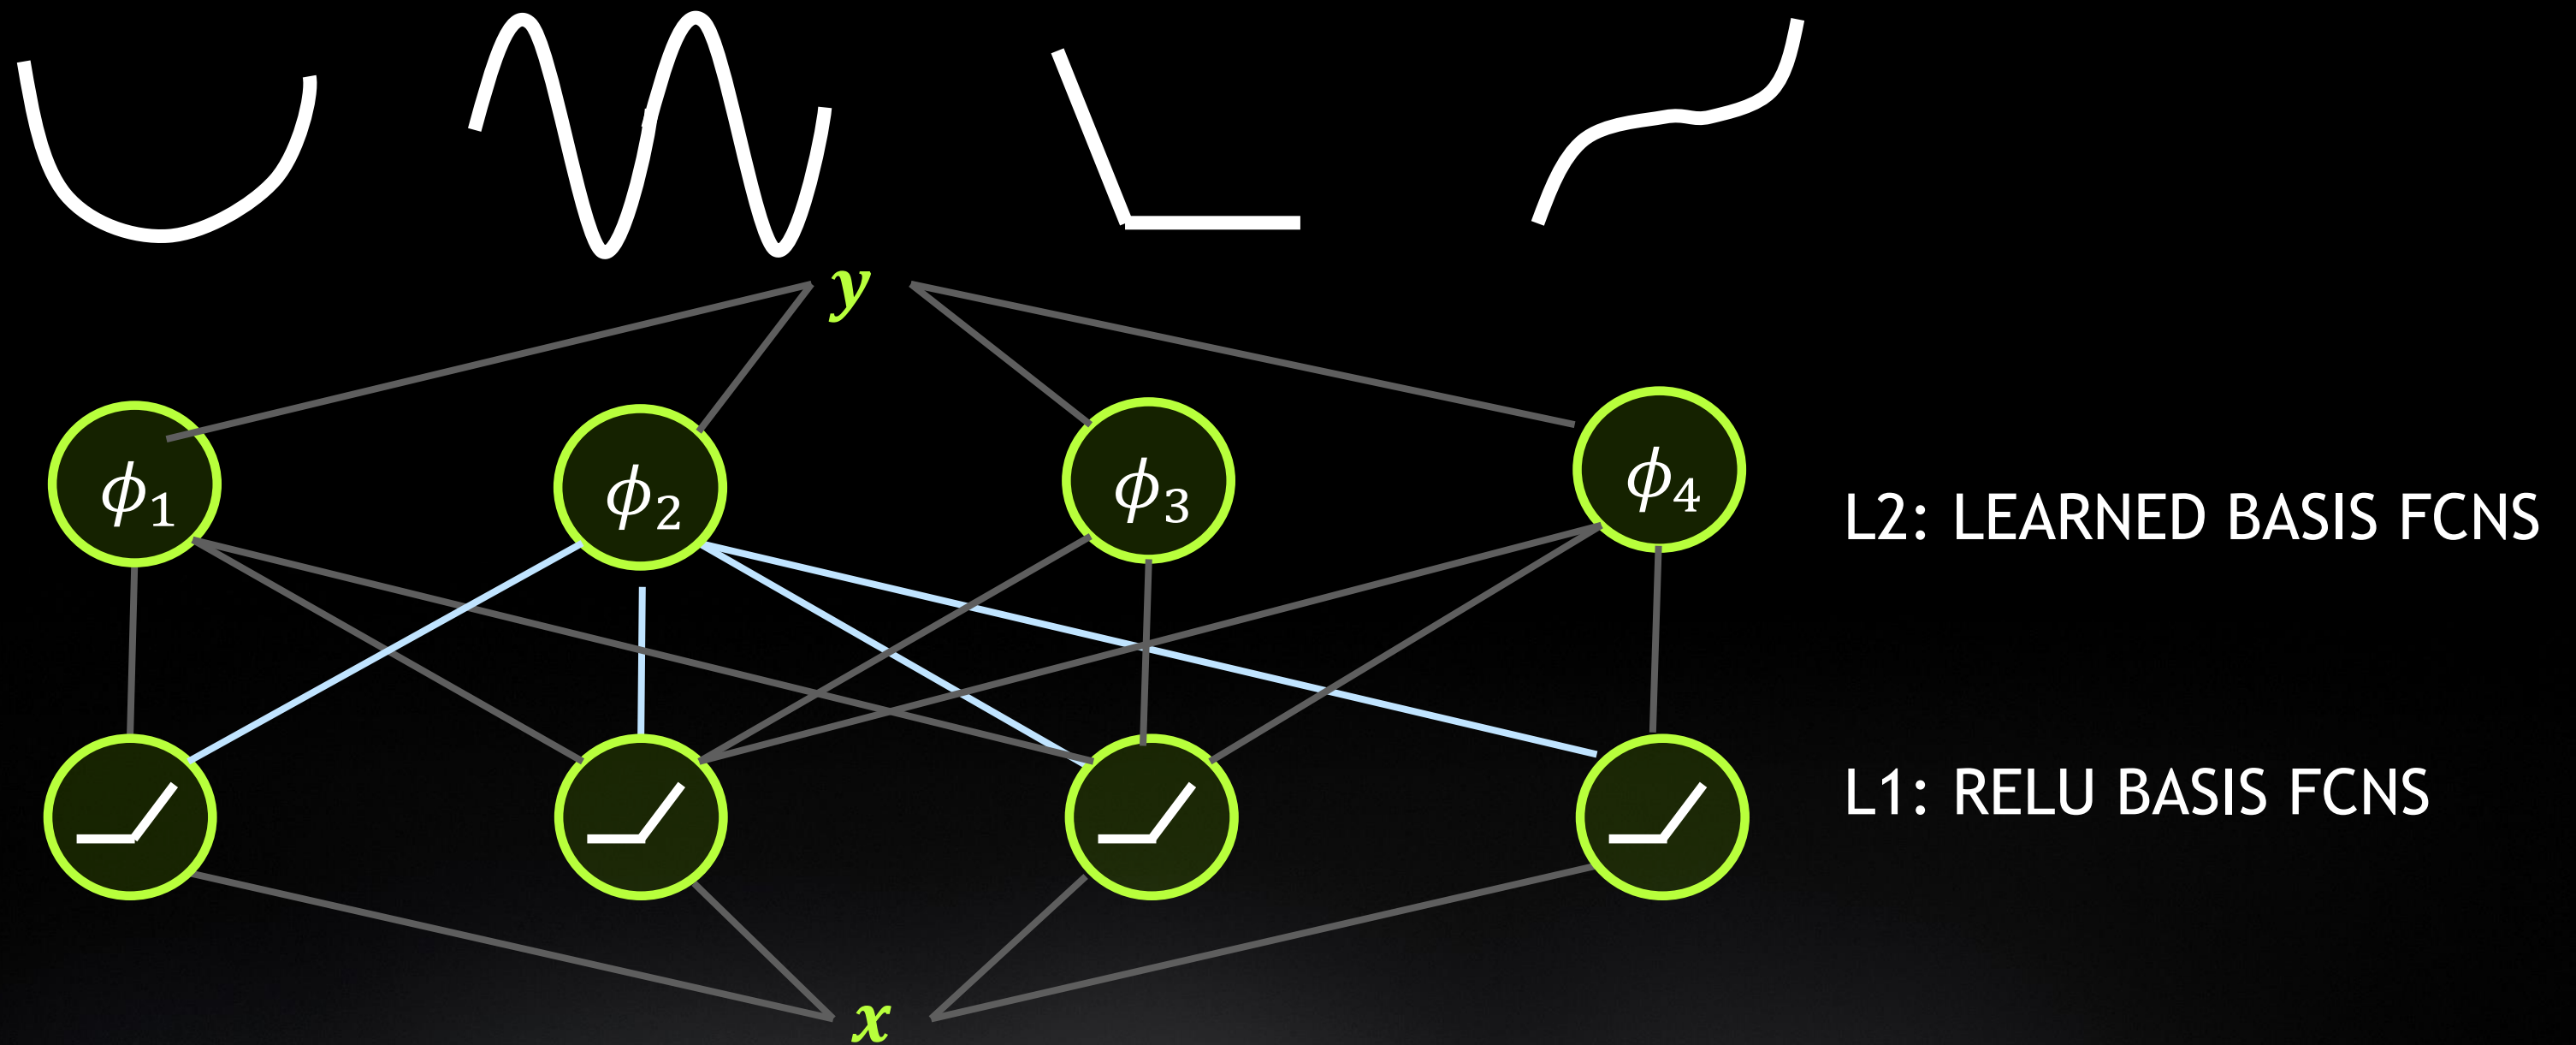 y
ϕ₁ ϕ₂ ϕ₃ ϕ₄
L2: LEARNED BASIS FCNS
L1: RELU BASIS FCNS
x